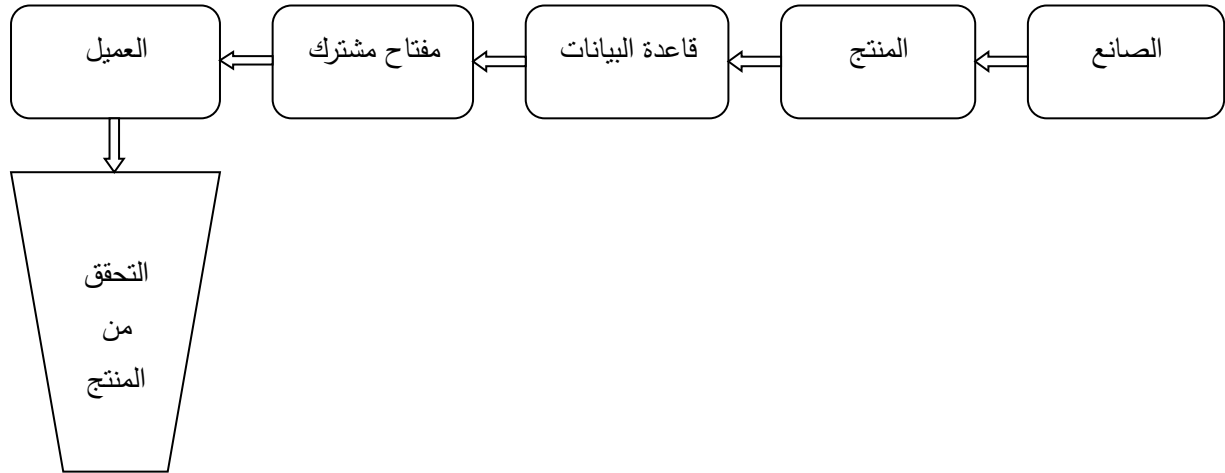 الصانع
المنتج
قاعدة البيانات
مفتاح مشترك
العميل
التحقق
من
المنتج